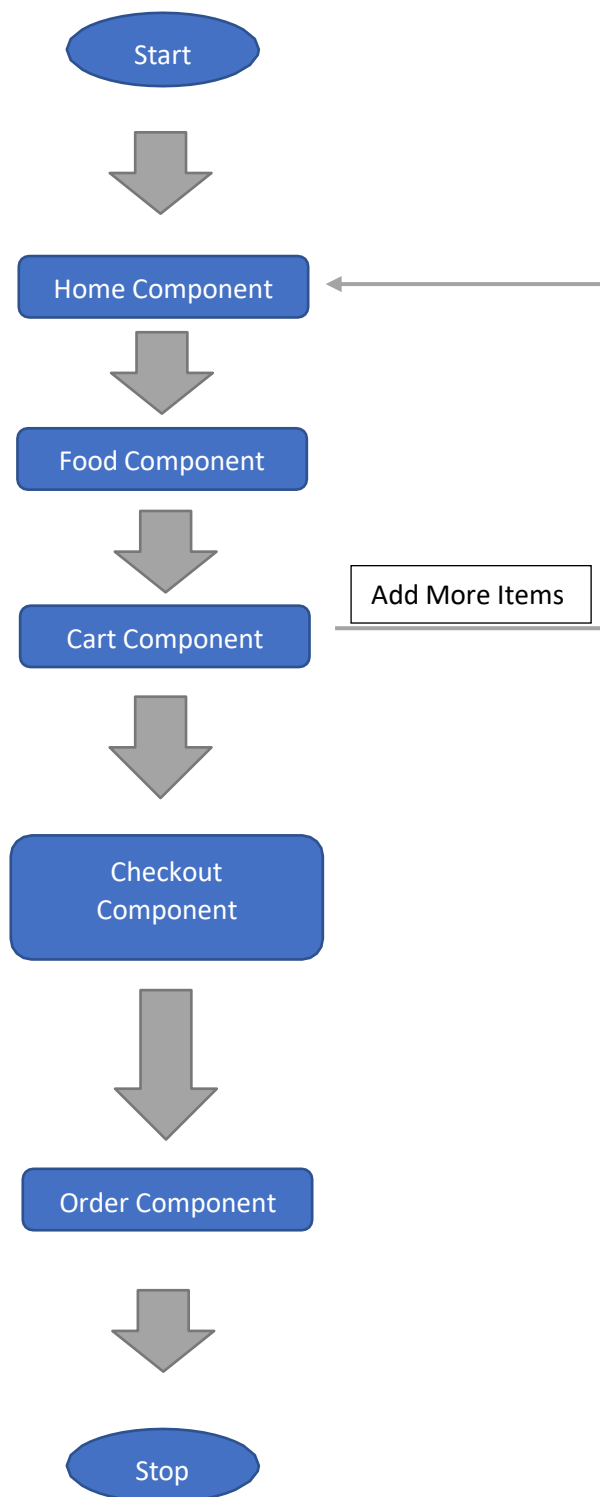 Start
Home Component
Food Component
Add More Items
Cart Component
Checkout
Component
Order Component
Stop